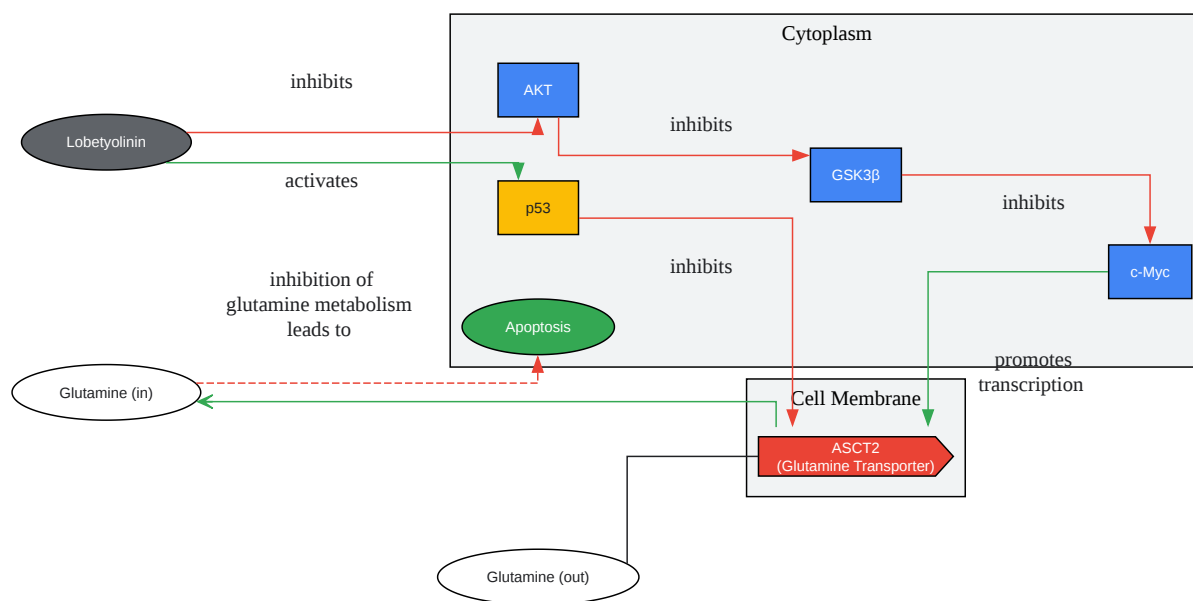 Cytoplasm
inhibits
AKT
Lobetyolinin
inhibits
activates
GSK3β
p53
inhibits
inhibits
c-Myc
inhibition of
glutamine metabolism
leads to
Apoptosis
promotes
transcription
Glutamine (in)
Cell Membrane
ASCT2
(Glutamine Transporter)
Glutamine (out)